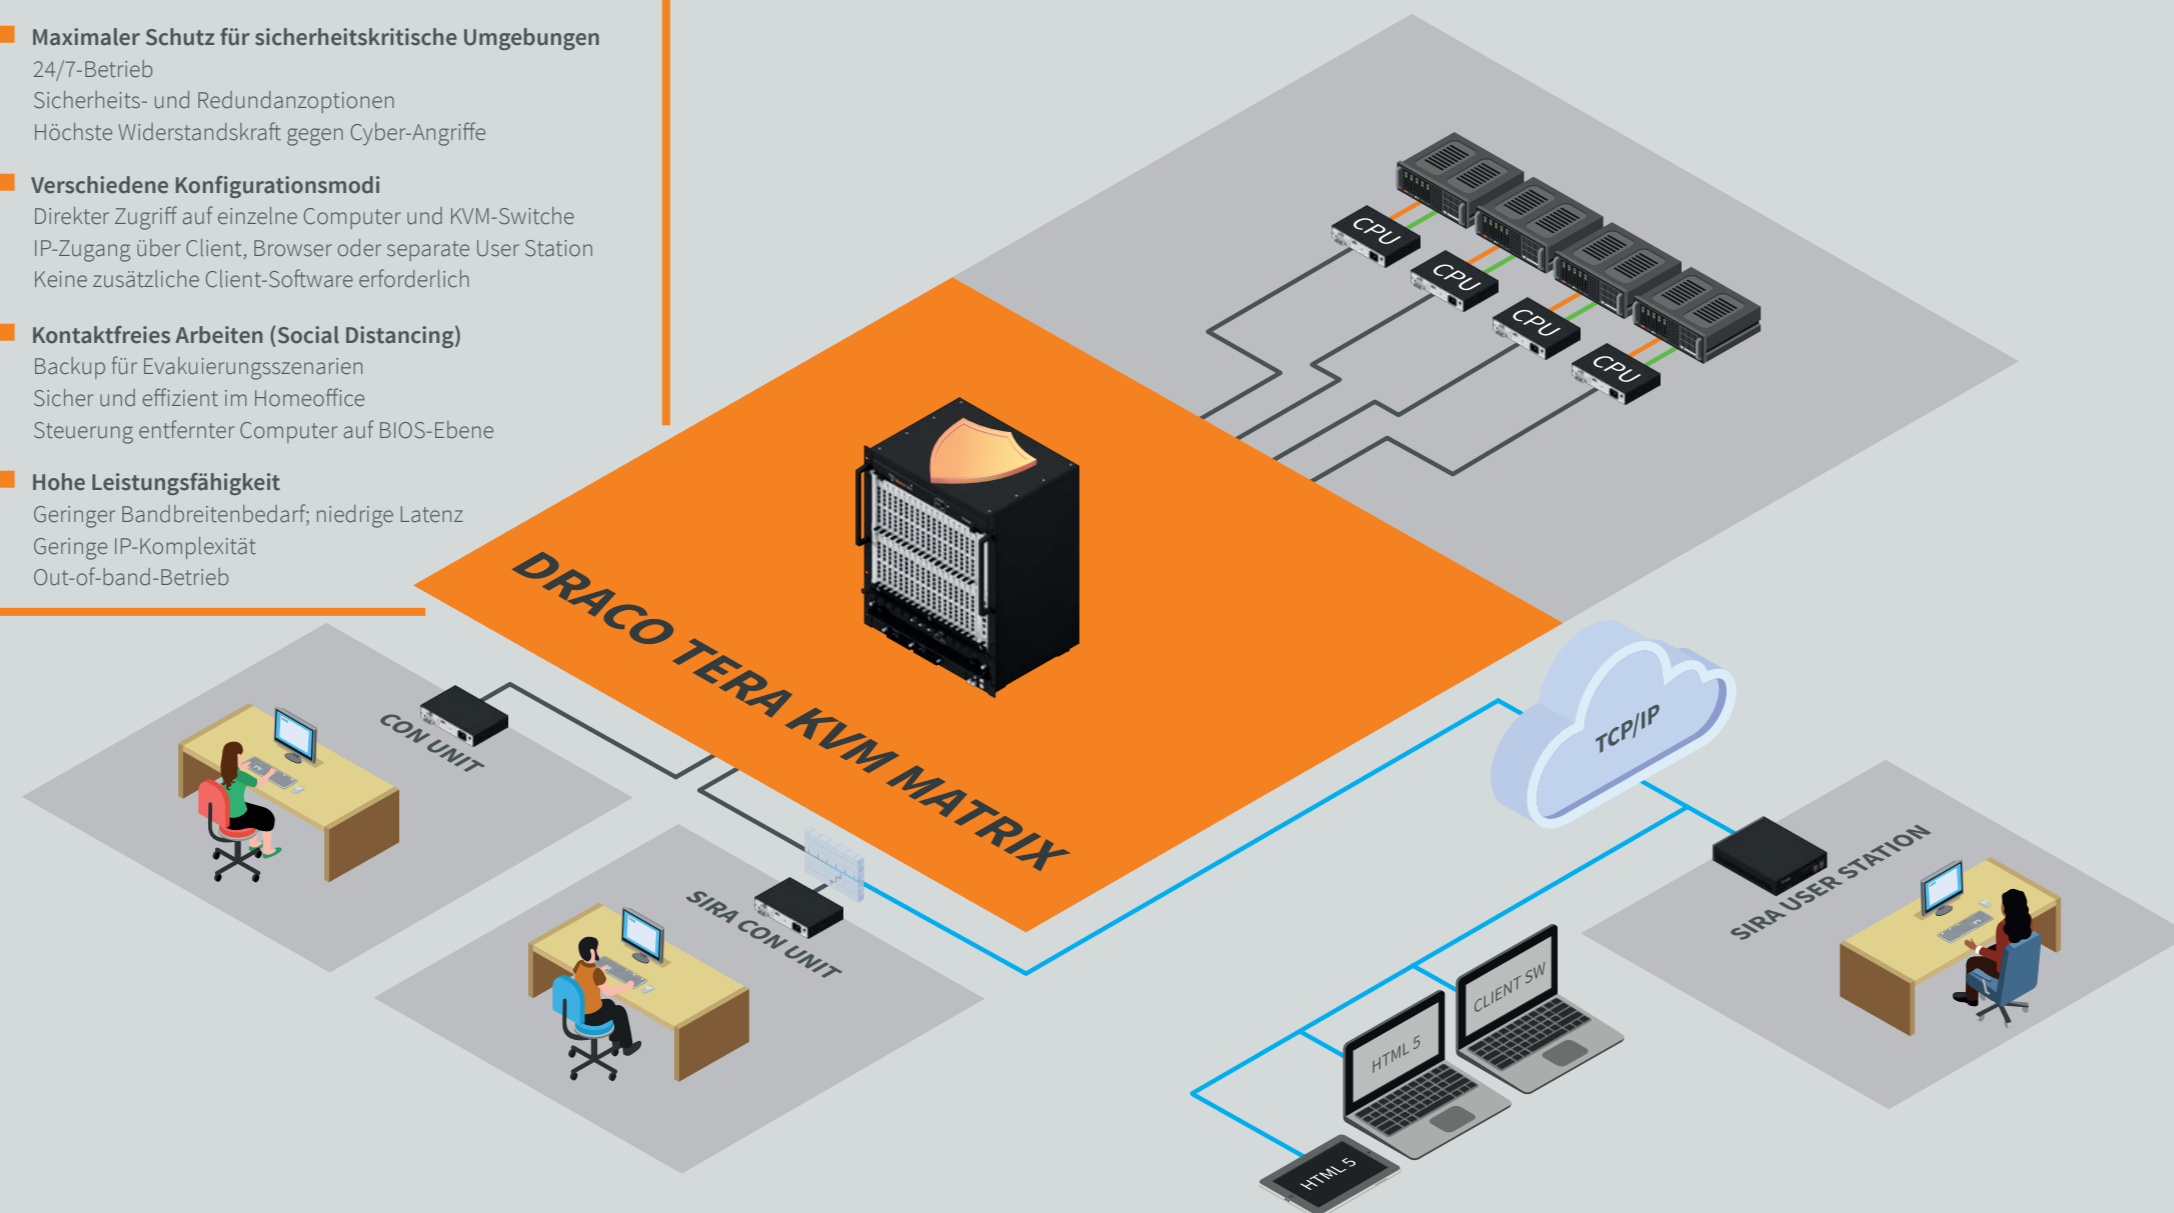 Maximaler Schutz für sicherheitskritische Umgebungen
24/7-Betrieb
Sicherheits- und Redundanzoptionen
Höchste Widerstandskraft gegen Cyber-Angriffe
Verschiedene Konfigurationsmodi
Direkter Zugriff auf einzelne Computer und KVM-Switche
IP-Zugang über Client, Browser oder separate User Station
Keine zusätzliche Client-Software erforderlich
Kontaktfreies Arbeiten (Social Distancing)
Backup für Evakuierungsszenarien
Sicher und effizient im Homeoffice
Steuerung entfernter Computer auf BIOS-Ebene
Hohe Leistungsfähigkeit
Geringer Bandbreitenbedarf; niedrige Latenz
Geringe IP-Komplexität
Out-of-band-Betrieb
CPU
CPU
CPU
CPU
DRACO TERA KVM MATRIX
CON UNIT
SIRA CON UNIT
TCP/IP
SIRA USER STATION
CLIENT SW
HTML 5
HTML 5